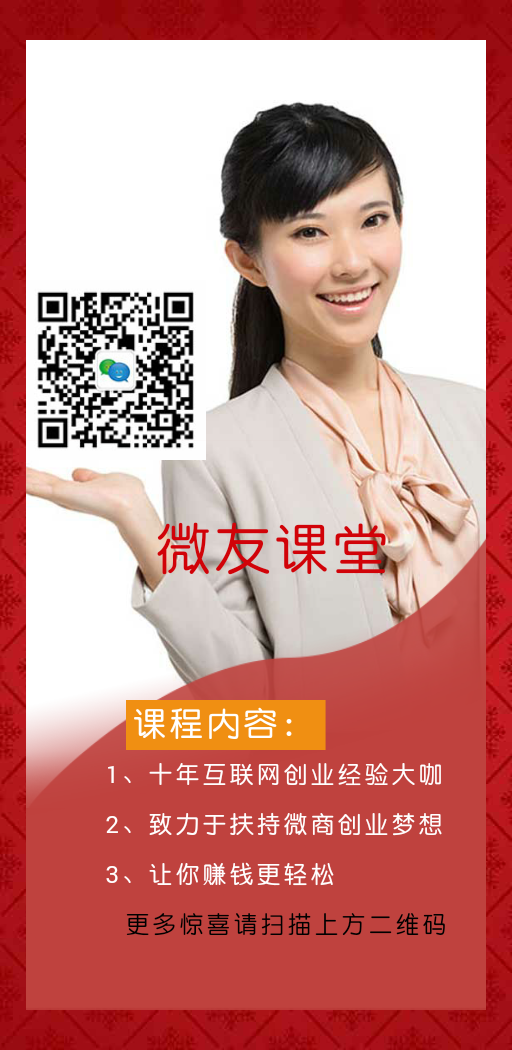 微友课堂
课程内容：
1、十年互联网创业经验大咖
2、致力于扶持微商创业梦想
3、让你赚钱更轻松
更多惊喜请扫描上方二维码